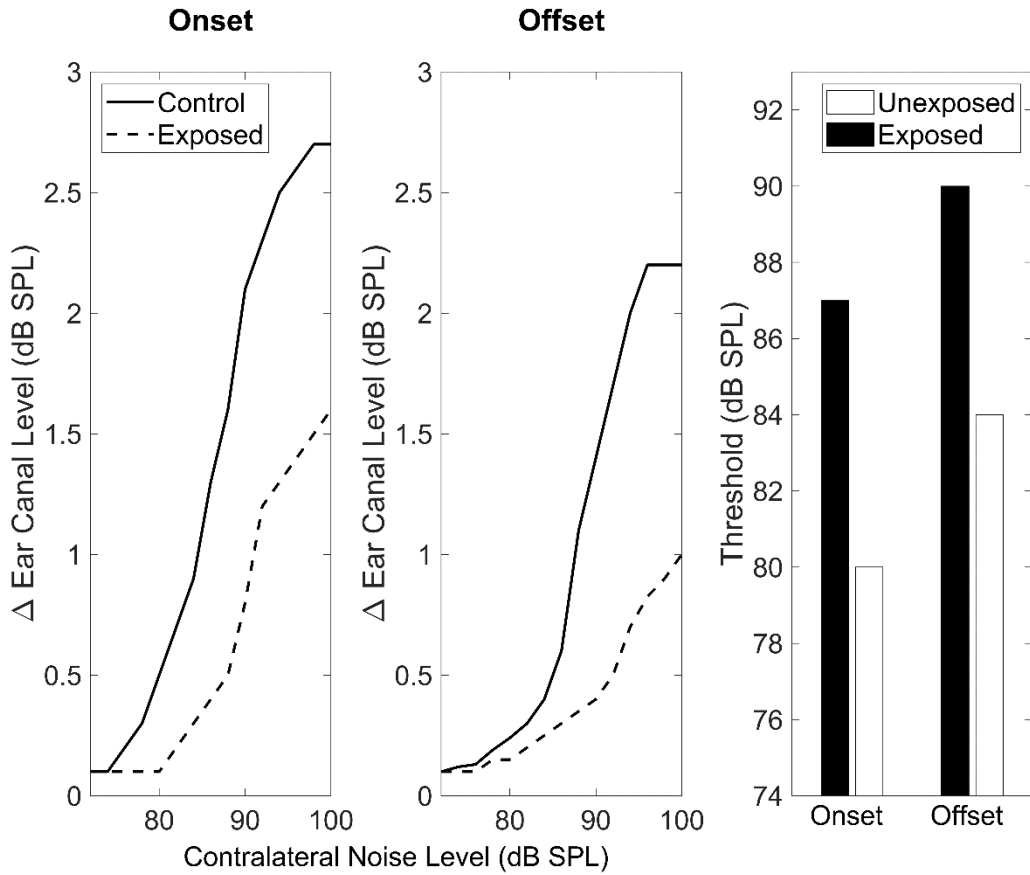 Onset
Offset
Control
Exposed
Unexposed
Exposed
Δ Ear Canal Level (dB SPL)
3
2.5
2
1.5
1
0.5
0
80
90
100
Δ Ear Canal Level (dB SPL)
3
2.5
2
1.5
1
0.5
0
80
90
100
Contralateral Noise Level (dB SPL)
Threshold (dB SPL)
92
90
88
86
84
82
80
78
76
74
Onset
Offset